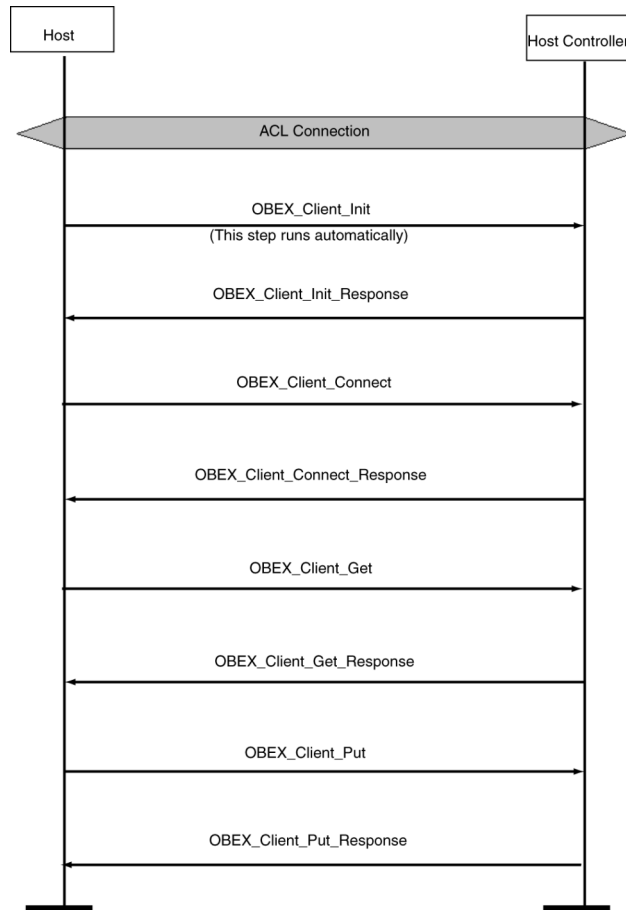 Host
Host Controller
ACL Connection
OBEX_Client_Init
(This step runs automatically)
OBEX_Client_Init_Response
OBEX_Client_Connect
OBEX_Client_Connect_Response
OBEX_Client_Get
OBEX_Client_Get_Response
OBEX_Client_Put
OBEX_Client_Put_Response